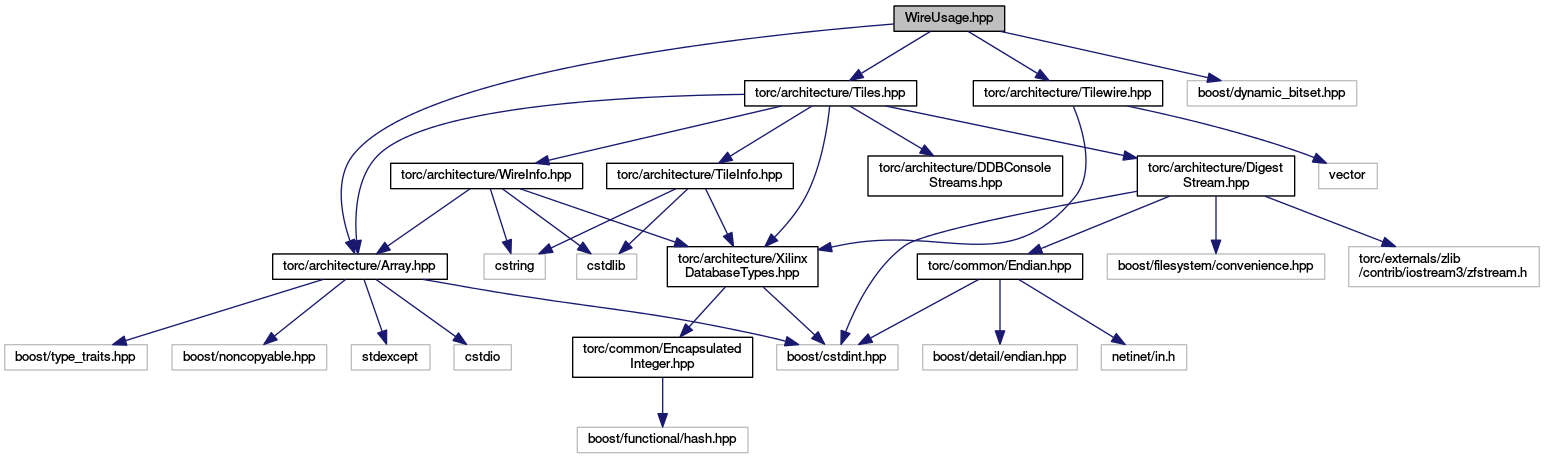 WireUsage.hpp
torc/architecture/Tiles.hpp
torc/architecture/Tilewire.hpp
boost/dynamic_bitset.hpp
torc/architecture/WireInfo.hpp
torc/architecture/TileInfo.hpp
torc/architecture/DDBConsole
Streams.hpp
torc/architecture/Digest
Stream.hpp
vector
torc/architecture/Array.hpp
cstring
cstdlib
torc/architecture/Xilinx
DatabaseTypes.hpp
torc/common/Endian.hpp
boost/filesystem/convenience.hpp
torc/externals/zlib
/contrib/iostream3/zfstream.h
boost/type_traits.hpp
boost/noncopyable.hpp
stdexcept
cstdio
torc/common/Encapsulated
Integer.hpp
boost/cstdint.hpp
boost/detail/endian.hpp
netinet/in.h
boost/functional/hash.hpp